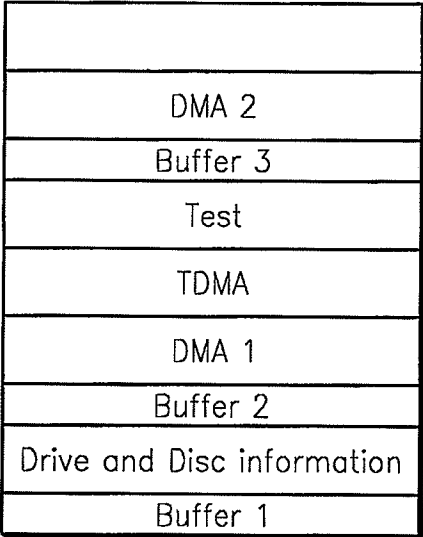 DMA 2
Buffer 3
Test
TDMA
DMA 1
Buffer 2
Drive and Disc information
Buffer 1